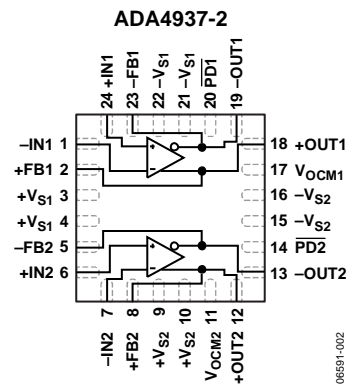 ADA4937-2
24 +IN1
23 –FB1
22 –VS1
21 –VS1
20 PD1
19 –OUT1
–IN1 1
+FB1 2
+VS1 3
+VS1 4
–FB2 5
+IN2 6
18 +OUT1
17 VOCM1
16 –VS2
15 –VS2
14 PD2
13 –OUT2
–IN2 7
+FB2 8
+VS2 9
+VS2 10
VOCM2 11
+OUT2 12
06591-002